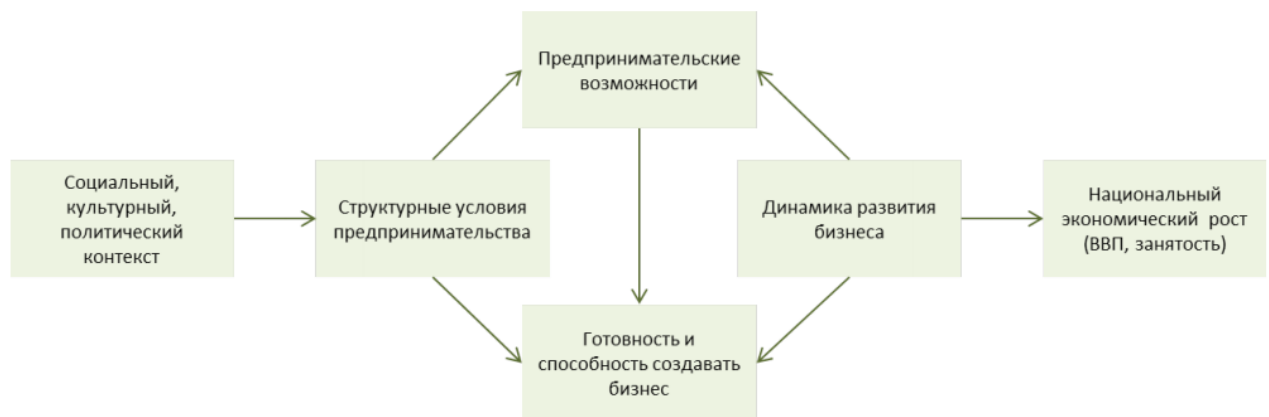 Предпринимательские
возможности
Социальный,
культурный,
политический
контекст
Структурные условия
предпринимательства
Динамика развития
бизнеса
Национальный
экономический рост
(ВВП, занятость)
Готовность и
способность создавать
бизнес